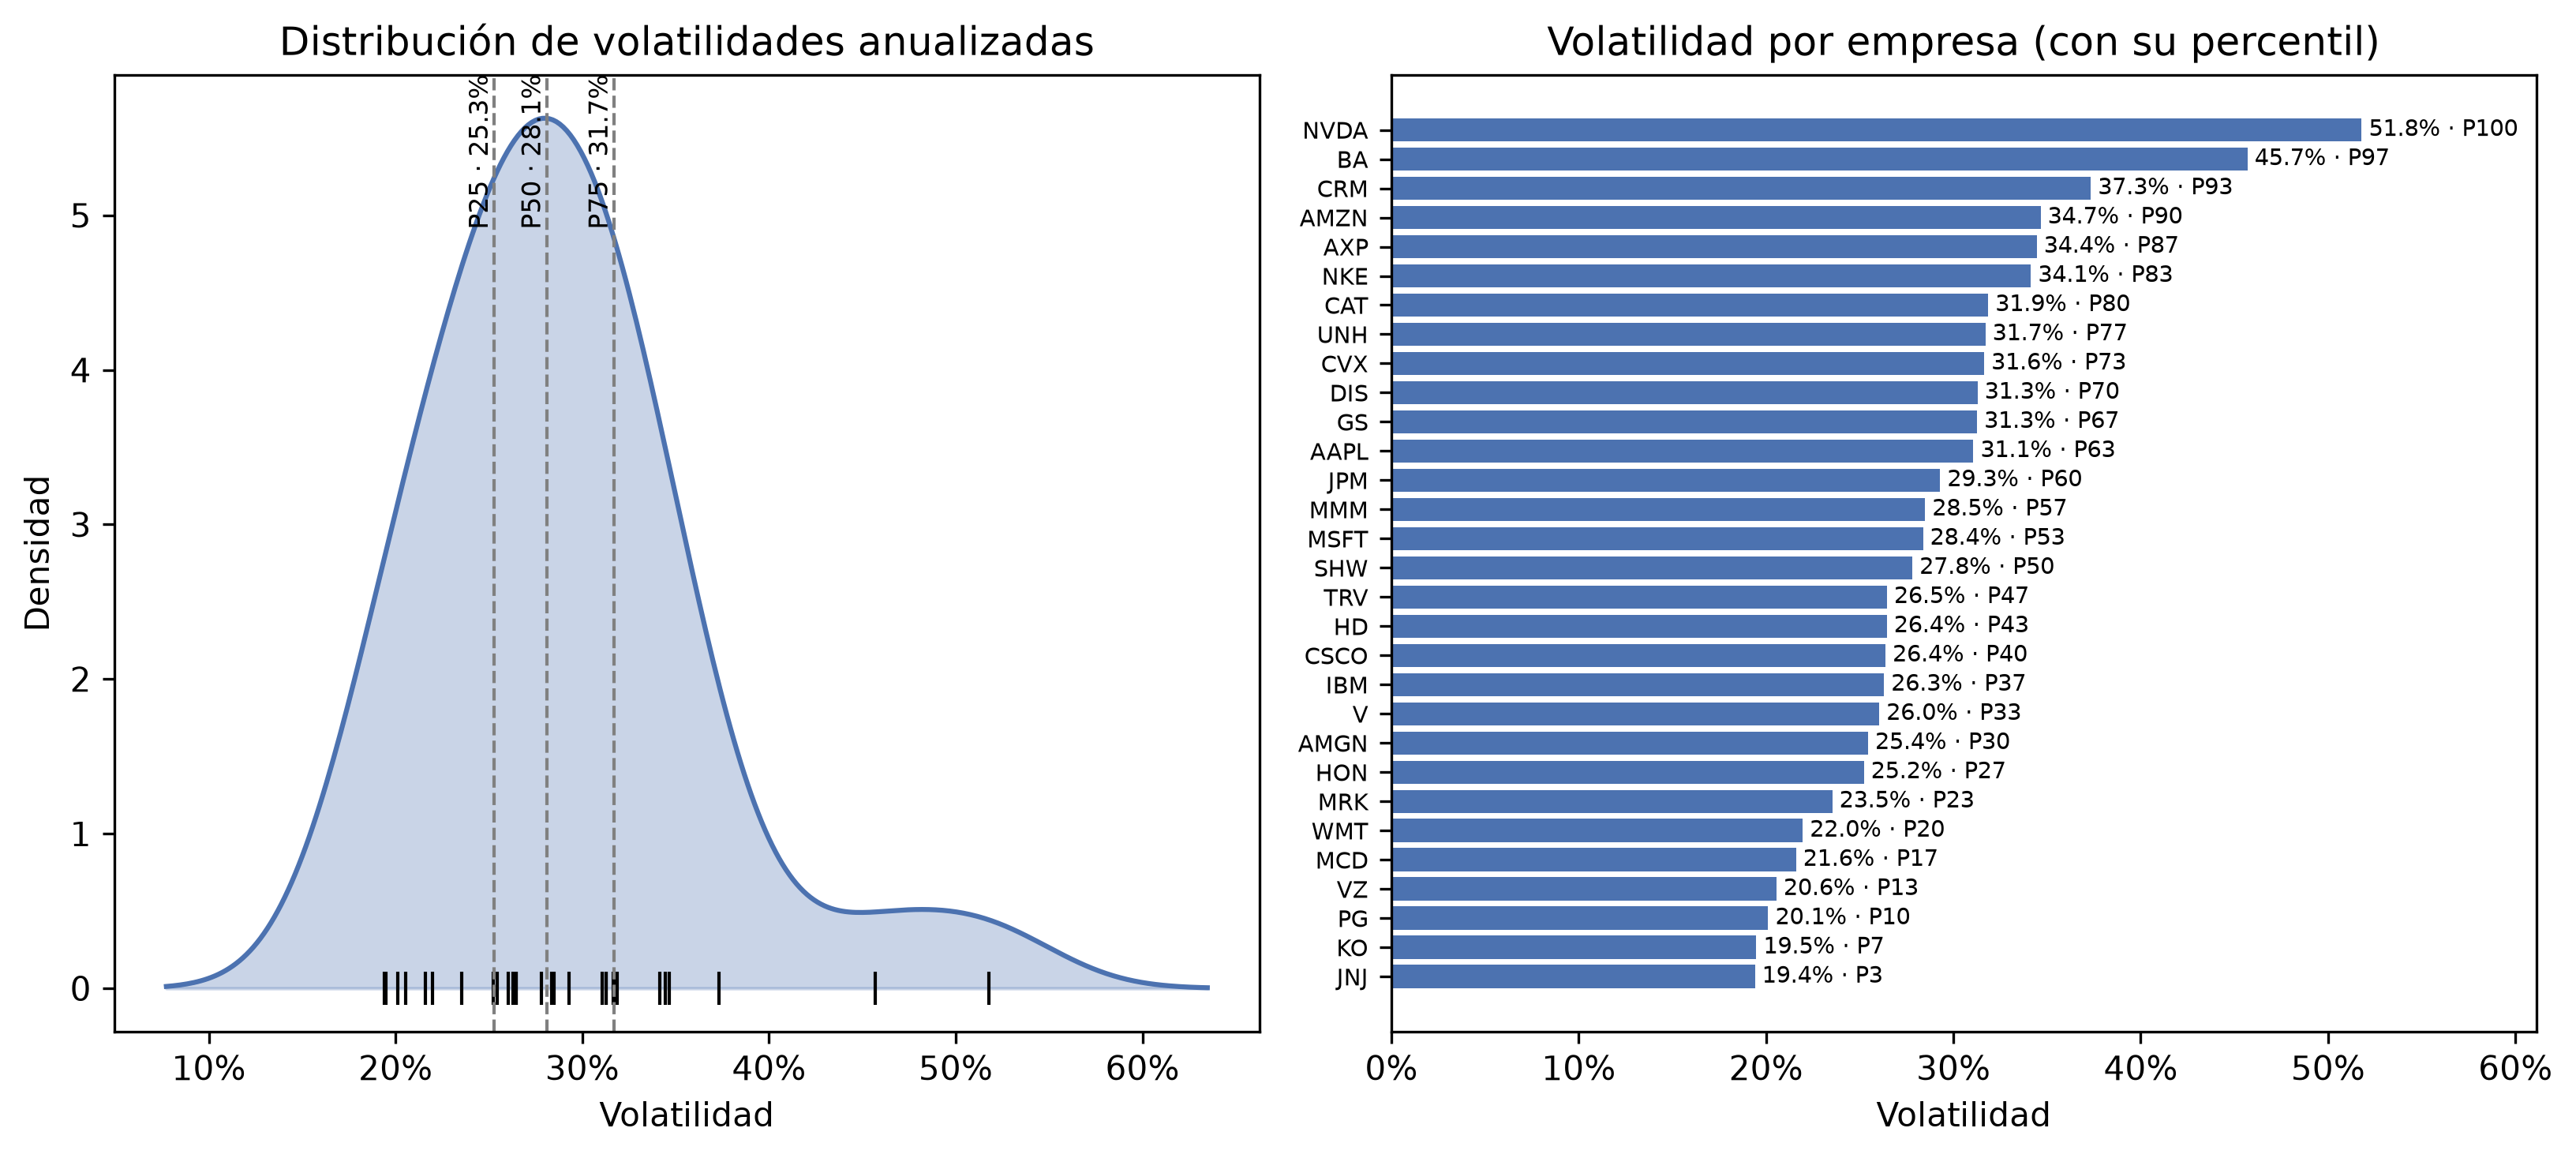 Distribución de volatilidades anualizadas
P25 · 25.3%
P50 · 28.1%
P75 · 31.7%
5
4
3
2
1
0
Densidad
10% 20% 30% 40% 50% 60%
Volatilidad
Volatilidad por empresa (con su percentil)
NVDA 51.8% · P100
BA 45.7% · P97
CRM 37.3% · P93
AMZN 34.7% · P90
AXP 34.4% · P87
NKE 34.1% · P83
CAT 31.9% · P80
UNH 31.7% · P77
CVX 31.6% · P73
DIS 31.3% · P70
GS 31.3% · P67
AAPL 31.1% · P63
JPM 29.3% · P60
MMM 28.5% · P57
MSFT 28.4% · P53
SHW 27.8% · P50
TRV 26.5% · P47
HD 26.4% · P43
CSCO 26.4% · P40
IBM 26.3% · P37
V 26.0% · P33
AMGN 25.4% · P30
HON 25.2% · P27
MRK 23.5% · P23
WMT 22.0% · P20
MCD 21.6% · P17
VZ 20.6% · P13
PG 20.1% · P10
KO 19.5% · P7
JNJ 19.4% · P3
0% 10% 20% 30% 40% 50% 60%
Volatilidad